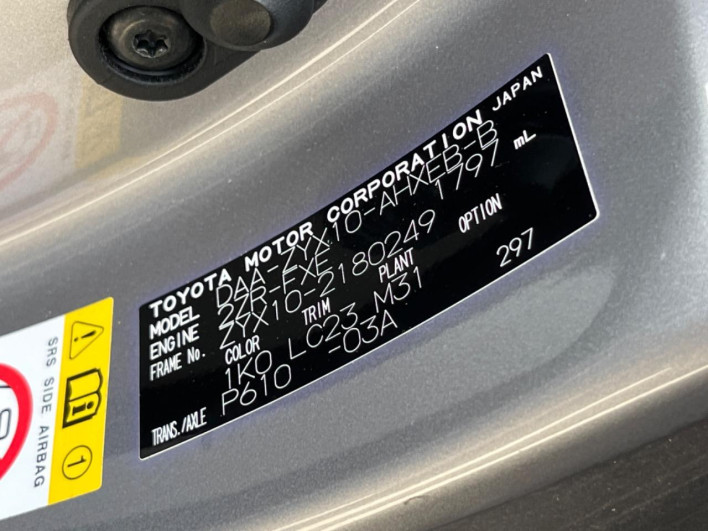 TOYOTA MOTOR CORPORATION JAPAN
MODEL DAA-ZYX10-AHXEB-B
ENGINE 2ZR-FXE 1797 mL
FRAME No. ZYX10-2180249
COLOR TRIM PLANT OPTION
1K0 LC23 M31 297
TRANS./AXLE P610 -03A
SRS SIDE AIRBAG
1